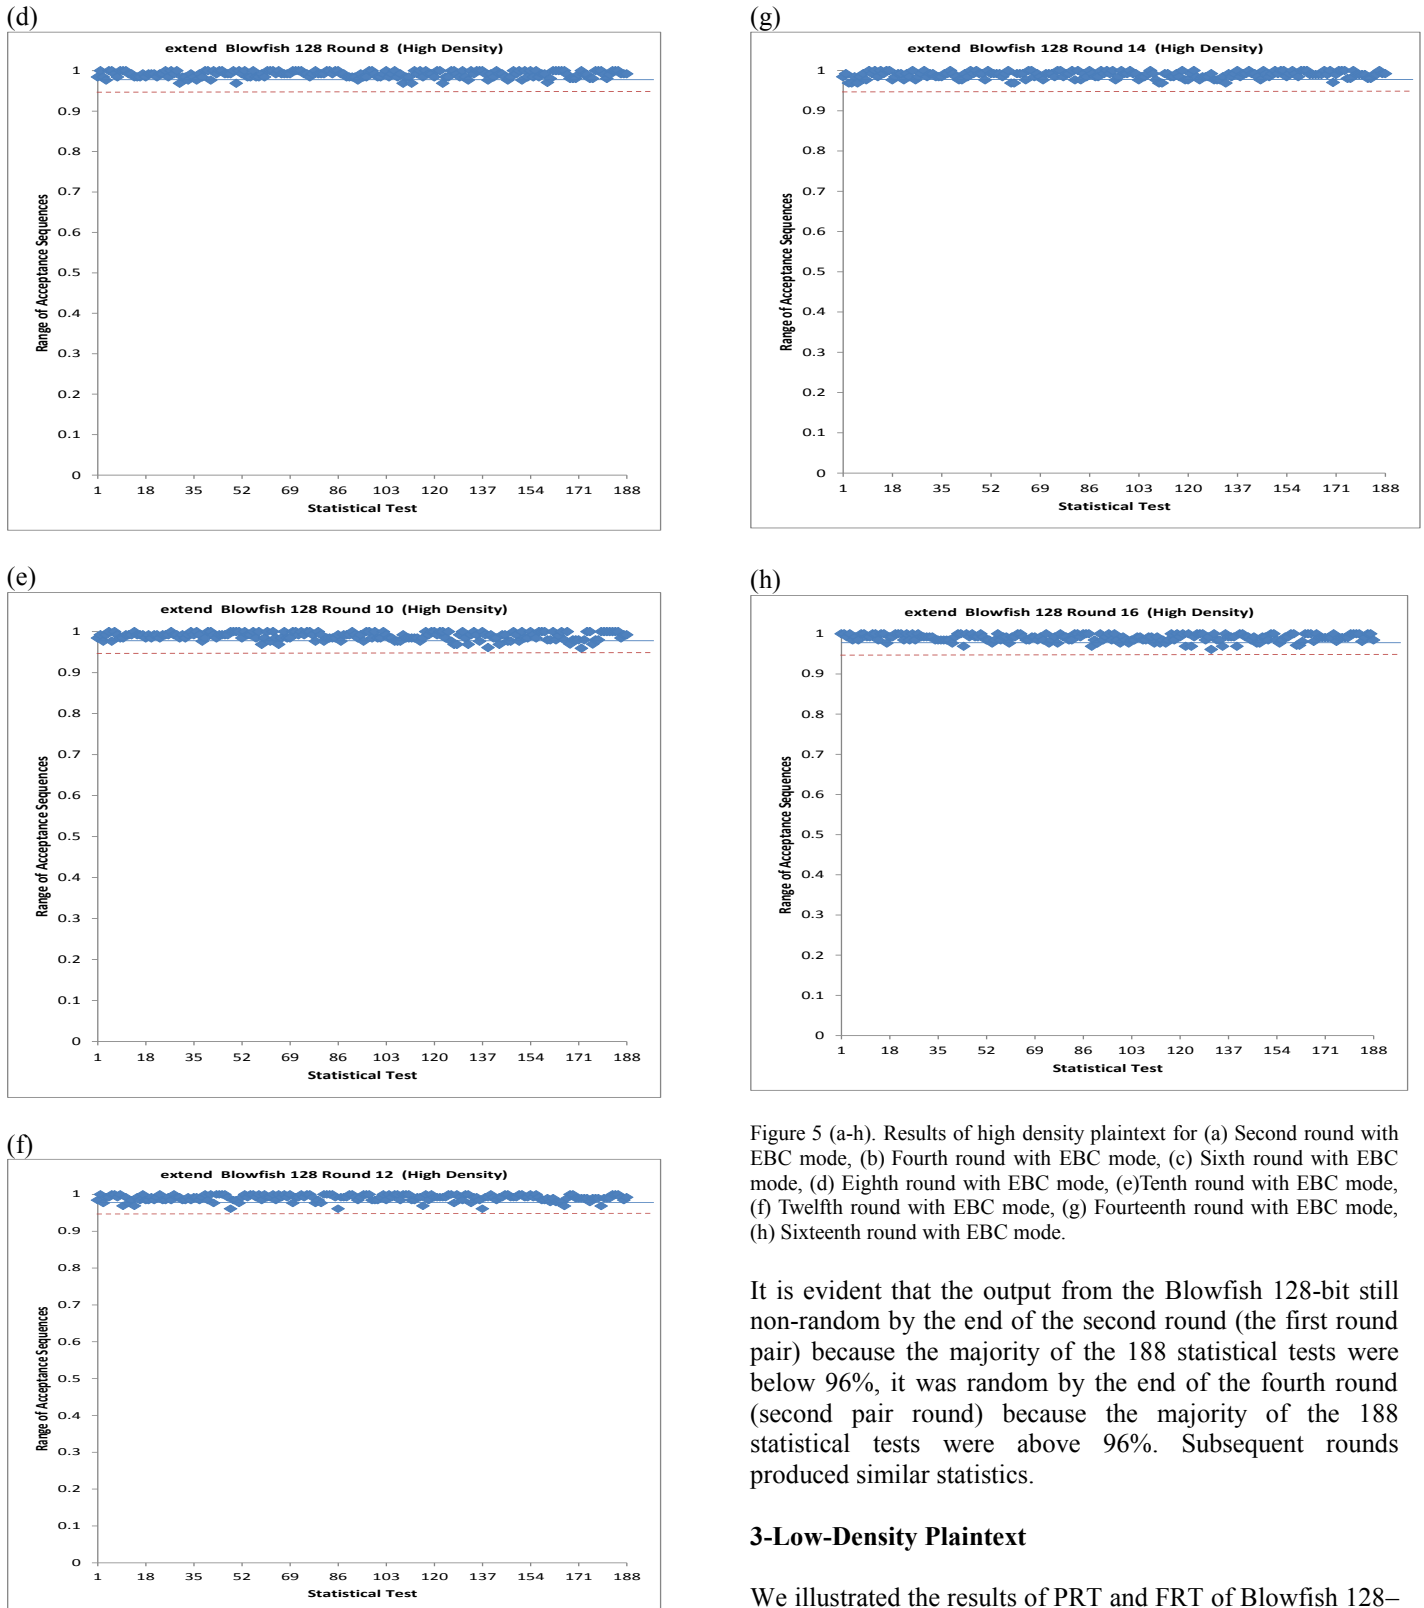 (d)
extend Blowfish 128 Round 8 (High Density)
Range of Acceptance Sequences
1
0.9
0.8
0.7
0.6
0.5
0.4
0.3
0.2
0.1
0
1 18 35 52 69 86 103 120 137 154 171 188
Statistical Test
(e)
extend Blowfish 128 Round 10 (High Density)
Range of Acceptance Sequences
1
0.9
0.8
0.7
0.6
0.5
0.4
0.3
0.2
0.1
0
1 18 35 52 69 86 103 120 137 154 171 188
Statistical Test
(f)
extend Blowfish 128 Round 12 (High Density)
Range of Acceptance Sequences
1
0.9
0.8
0.7
0.6
0.5
0.4
0.3
0.2
0.1
0
1 18 35 52 69 86 103 120 137 154 171 188
Statistical Test
(g)
extend Blowfish 128 Round 14 (High Density)
Range of Acceptance Sequences
1
0.9
0.8
0.7
0.6
0.5
0.4
0.3
0.2
0.1
0
1 18 35 52 69 86 103 120 137 154 171 188
Statistical Test
(h)
extend Blowfish 128 Round 16 (High Density)
Range of Acceptance Sequences
1
0.9
0.8
0.7
0.6
0.5
0.4
0.3
0.2
0.1
0
1 18 35 52 69 86 103 120 137 154 171 188
Statistical Test
Figure 5 (a-h). Results of high density plaintext for (a) Second round with
EBC mode, (b) Fourth round with EBC mode, (c) Sixth round with EBC
mode, (d) Eighth round with EBC mode, (e)Tenth round with EBC mode,
(f) Twelfth round with EBC mode, (g) Fourteenth round with EBC mode,
(h) Sixteenth round with EBC mode.
It is evident that the output from the Blowfish 128-bit still
non-random by the end of the second round (the first round
pair) because the majority of the 188 statistical tests were
below 96%, it was random by the end of the fourth round
(second pair round) because the majority of the 188
statistical tests were above 96%. Subsequent rounds
produced similar statistics.
3-Low-Density Plaintext
We illustrated the results of PRT and FRT of Blowfish 128–